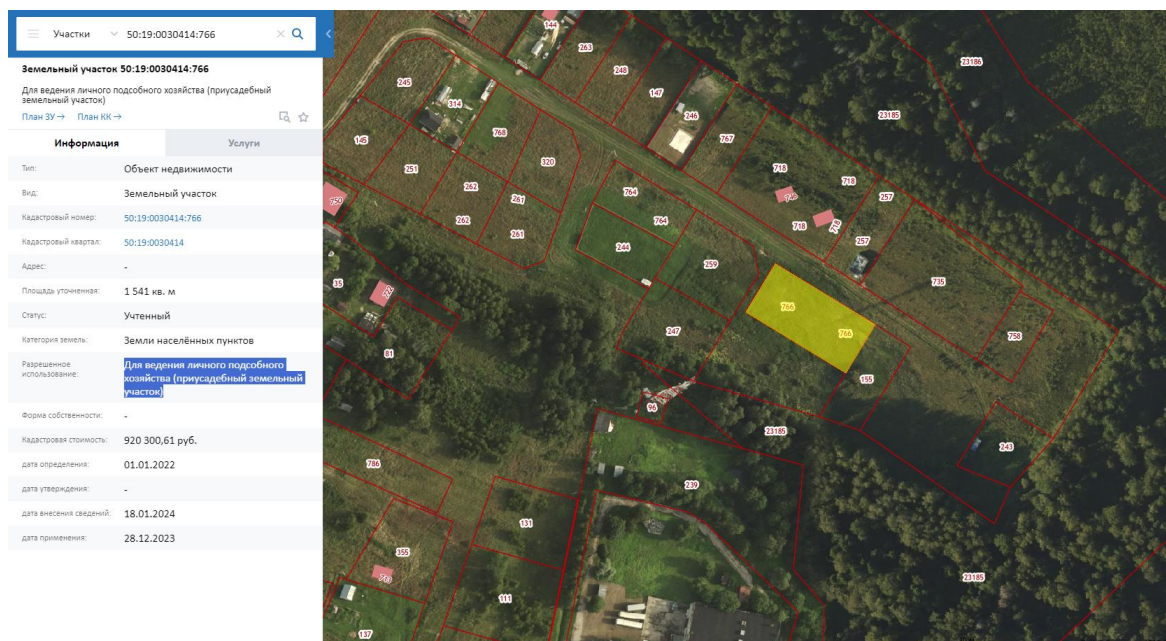 Участки 50:19:0030414:766
Земельный участок 50:19:0030414:766
Для ведения личного подсобного хозяйства (приусадебный
земельный участок)
План ЗУ → План КК →
Информация Услуги
Тип: Объект недвижимости
Вид: Земельный участок
Кадастровый номер: 50:19:0030414:766
Кадастровый квартал: 50:19:0030414
Адрес: -
Площадь уточненная: 1 541 кв. м
Статус: Учтенный
Категория земель: Земли населённых пунктов
Разрешенное
использование:
Для ведения личного подсобного
хозяйства (приусадебный земельный
участок)
Форма собственности: -
Кадастровая стоимость: 920 300,61 руб.
дата определения: 01.01.2022
дата утверждения: -
дата внесения сведений: 18.01.2024
дата применения: 28.12.2023
144
263
23186
248
245
147
314
246
23185
768
767
145
320
251
718
718
262
764
257
261
750
746
262
764
718
718
261
244
257
259
35
735
722
766
247
766
758
81
155
96
23185
243
786
239
131
355
713
23185
111
137